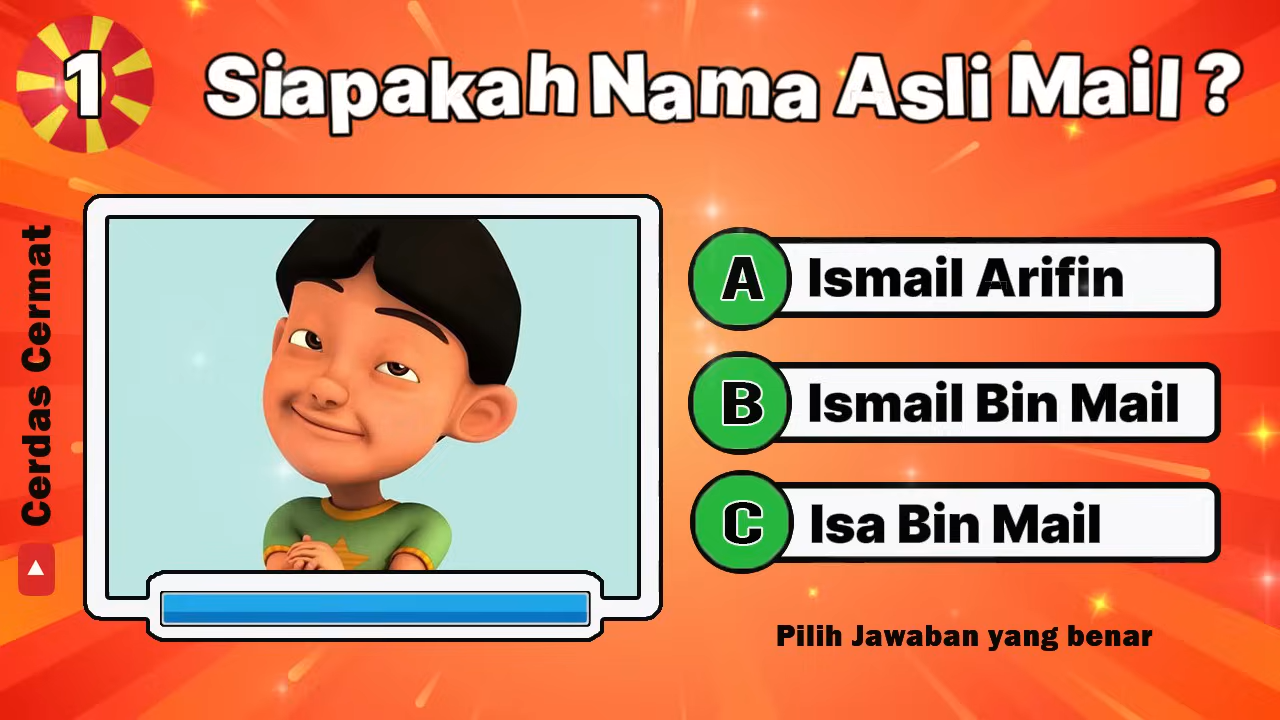 1
Siapakah Nama Asli Mail ?
Cerdas Cermat
A Ismail Arifin
B Ismail Bin Mail
C Isa Bin Mail
Pilih Jawaban yang benar